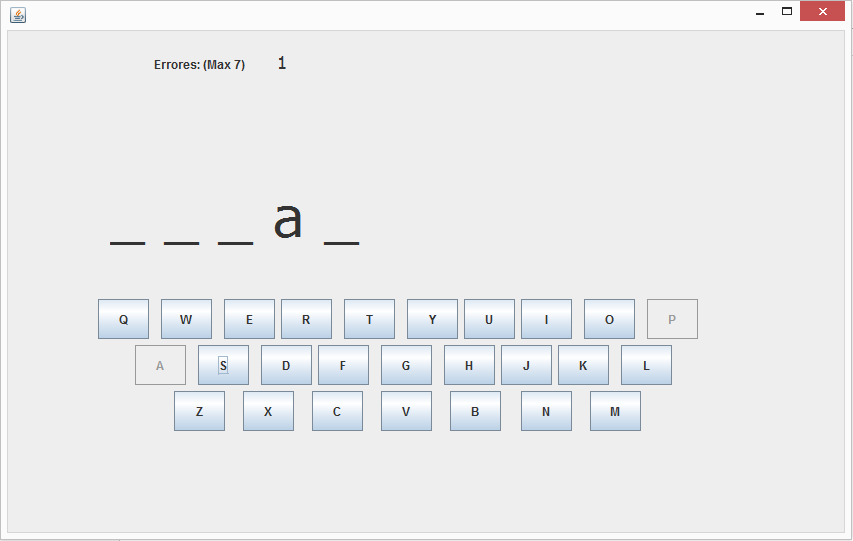 Errores: (Max 7) 1
_ _ _ a _
Q W E R T Y U I O P
A S D F G H J K L
Z X C V B N M